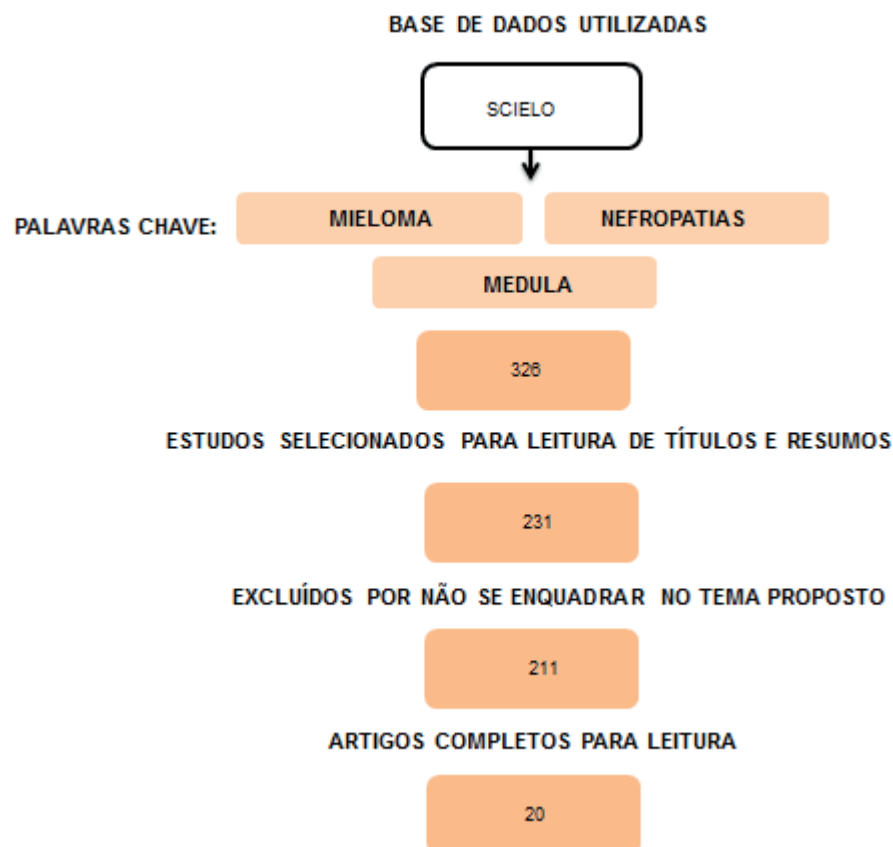 BASE DE DADOS UTILIZADAS
SCIELO
PALAVRAS CHAVE:
MIELOMA
NEFROPATIAS
MEDULA
326
ESTUDOS SELECIONADOS PARA LEITURA DE TÍTULOS E RESUMOS
231
EXCLUÍDOS POR NÃO SE ENQUADRAR NO TEMA PROPOSTO
211
ARTIGOS COMPLETOS PARA LEITURA
20